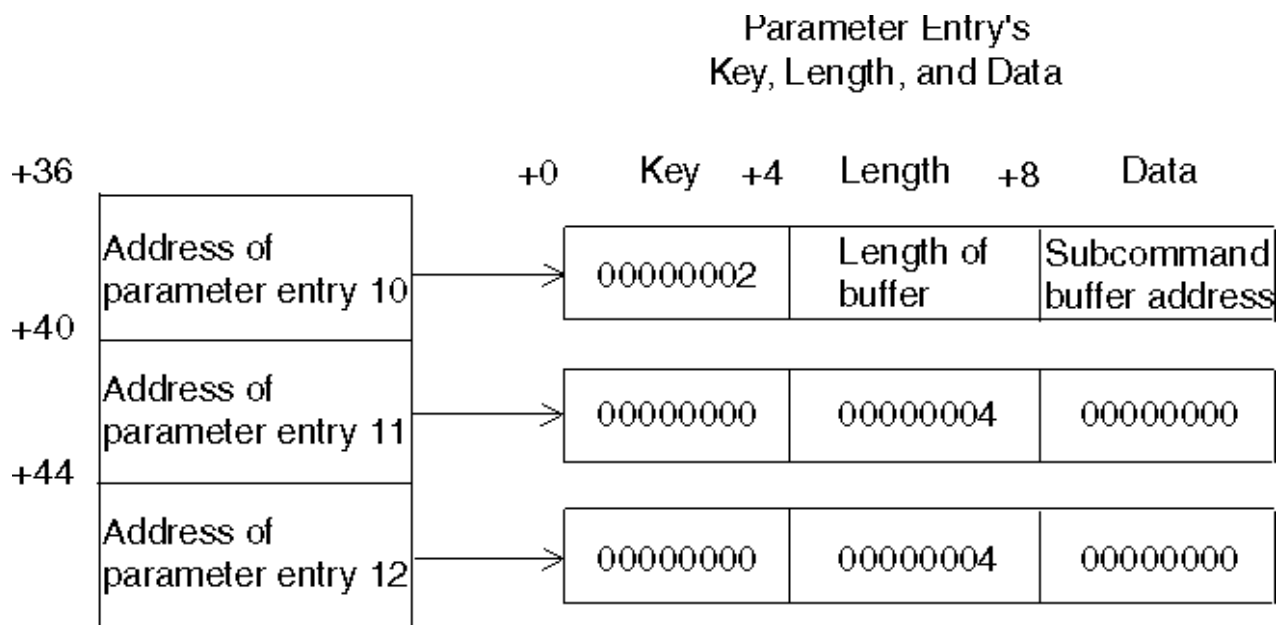 Parameter Entry's
Key, Length, and Data
+36
+0 Key +4 Length +8 Data
Address of
parameter entry 10
00000002
Length of
buffer
Subcommand
buffer address
+40
Address of
parameter entry 11
00000000 00000004 00000000
+44
Address of
parameter entry 12
00000000 00000004 00000000